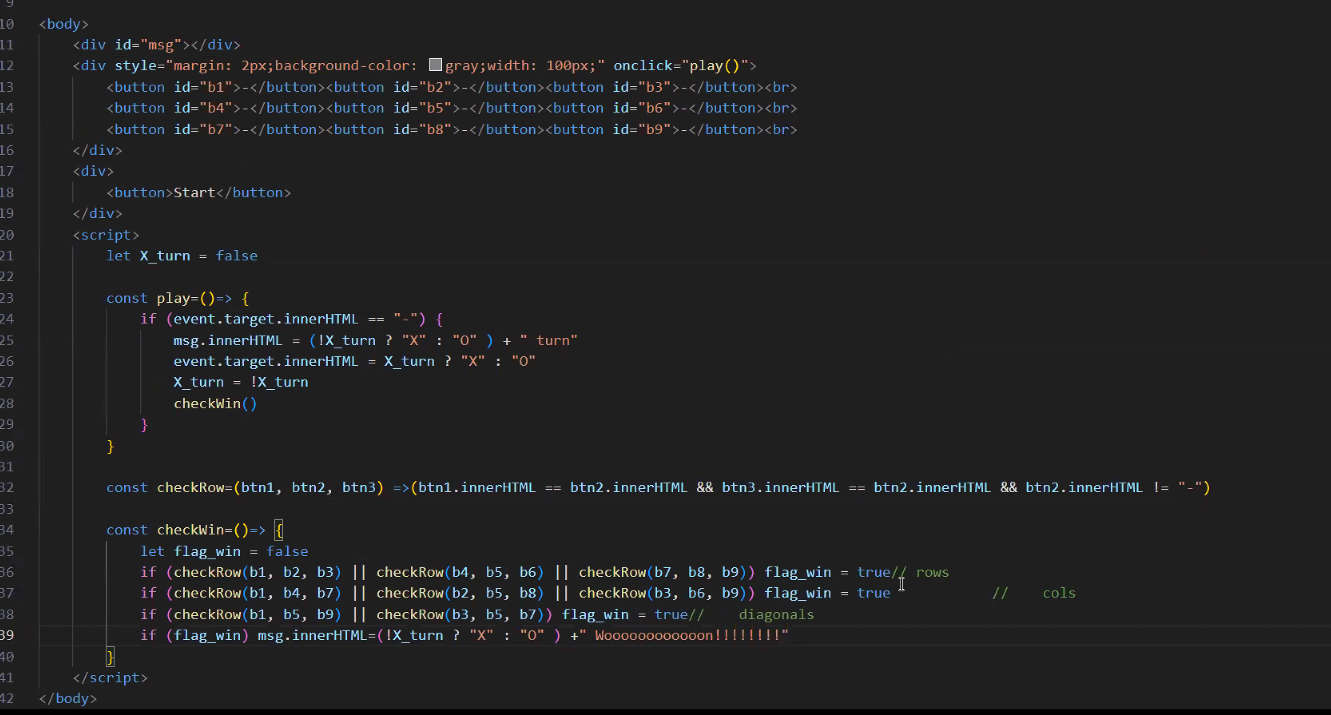 9
10 <body>
11 <div id="msg"></div>
12 <div style="margin: 2px;background-color: gray;width: 100px;" onclick="play()">
13 <button id="b1">-</button><button id="b2">-</button><button id="b3">-</button><br>
14 <button id="b4">-</button><button id="b5">-</button><button id="b6">-</button><br>
15 <button id="b7">-</button><button id="b8">-</button><button id="b9">-</button><br>
16 </div>
17 <div>
18 <button>Start</button>
19 </div>
20 <script>
21 let X_turn = false
22
23 const play=()=> {
24 if (event.target.innerHTML == "-") {
25 msg.innerHTML = (!X_turn ? "X" : "O" ) + " turn"
26 event.target.innerHTML = X_turn ? "X" : "O"
27 X_turn = !X_turn
28 checkWin()
29 }
30 }
31
32 const checkRow=(btn1, btn2, btn3) =>(btn1.innerHTML == btn2.innerHTML && btn3.innerHTML == btn2.innerHTML && btn2.innerHTML != "-")
33
34 const checkWin=()=> {
35 let flag_win = false
36 if (checkRow(b1, b2, b3) || checkRow(b4, b5, b6) || checkRow(b7, b8, b9)) flag_win = true// rows
37 if (checkRow(b1, b4, b7) || checkRow(b2, b5, b8) || checkRow(b3, b6, b9)) flag_win = true // cols
38 if (checkRow(b1, b5, b9) || checkRow(b3, b5, b7)) flag_win = true// diagonals
39 if (flag_win) msg.innerHTML=(!X_turn ? "X" : "O" ) +" Woooooooooooon!!!!!!!!"
40 }
41 </script>
42 </body>